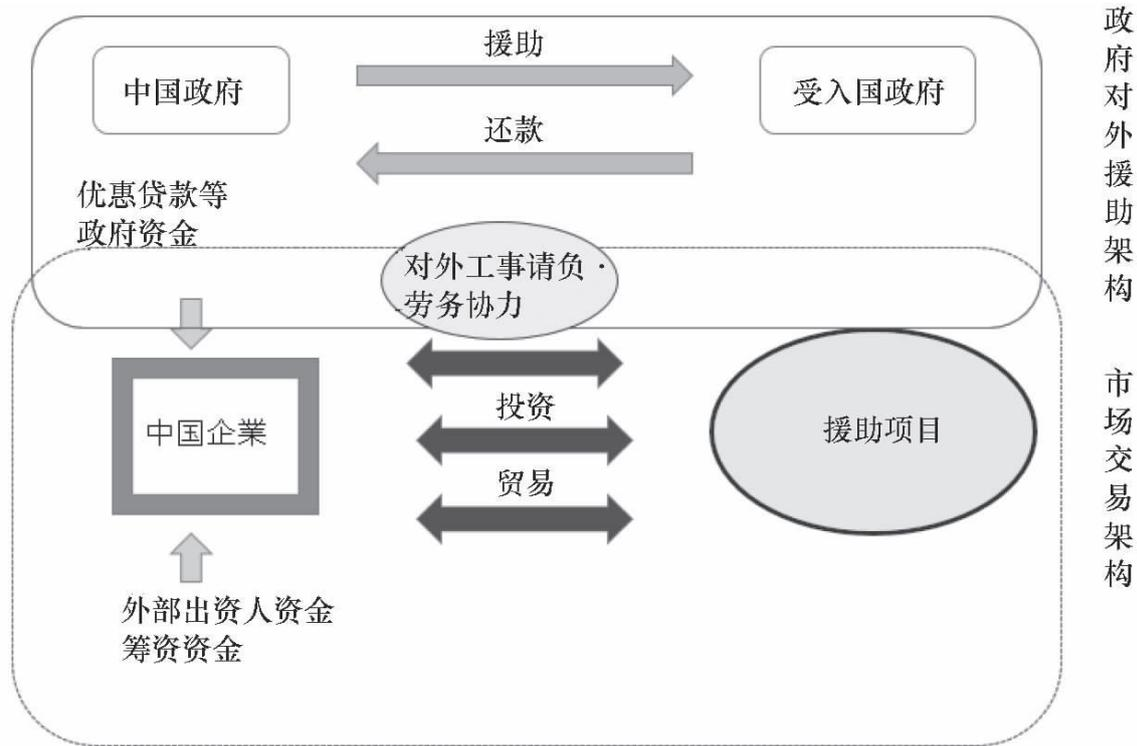 援助
中国政府
受入国政府
还款
优惠贷款等
政府资金
对外工事请负·
·劳务协力
中国企業
投资
贸易
援助项目
外部出资人资金
筹资资金
政府对外援助架构
市场交易架构